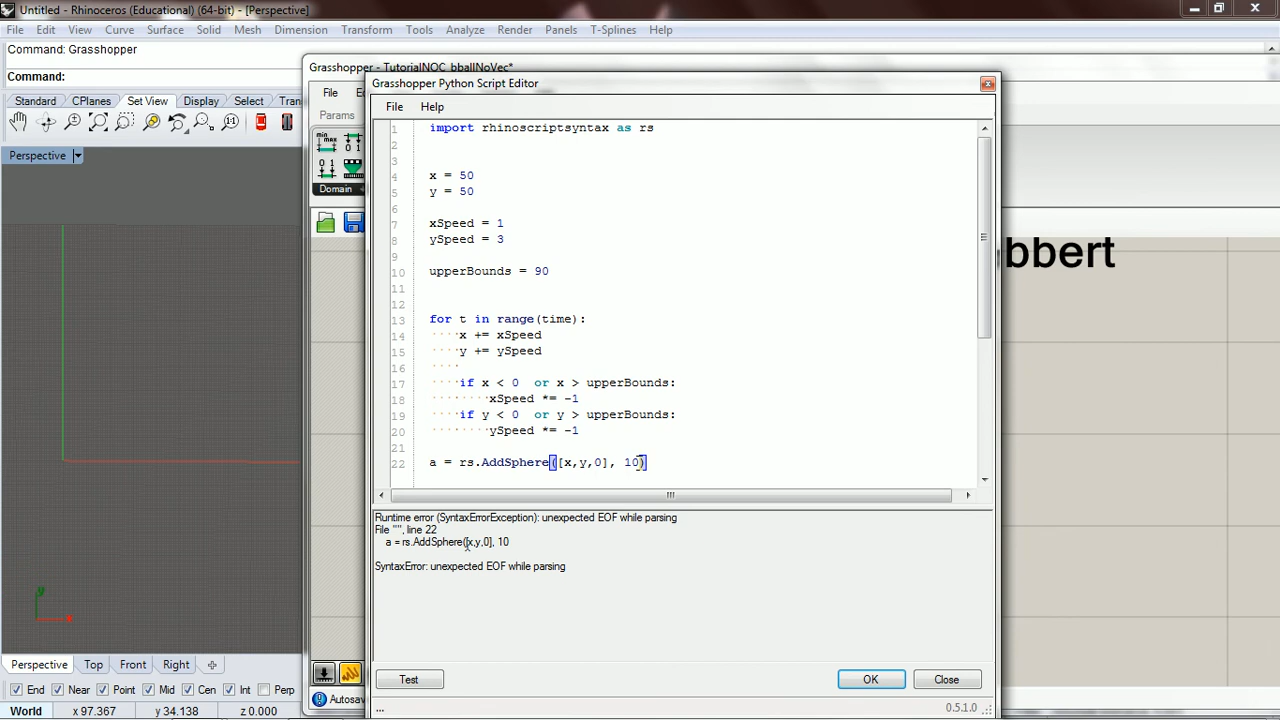 Untitled - Rhinoceros (Educational) (64-bit) - [Perspective]
File Edit View Curve Surface Solid Mesh Dimension Transform Tools Analyze Render Panels T-Splines Help
Command: Grasshopper
Command:
Standard CPlanes Set View Display Select Tran
Perspective
Grasshopper - TutorialNOC_bballNoVec*
File
Params
Domain
Grasshopper Python Script Editor
File Help
1 import rhinoscriptsyntax as rs
2
3
4 x = 50
5 y = 50
6
7 xSpeed = 1
8 ySpeed = 3
9
10 upperBounds = 90
11
12
13 for t in range(time):
14 x += xSpeed
15 y += ySpeed
16
17 if x < 0 or x > upperBounds:
18 xSpeed *= -1
19 if y < 0 or y > upperBounds:
20 ySpeed *= -1
21
22 a = rs.AddSphere([x,y,0], 10)
Runtime error (SyntaxErrorException): unexpected EOF while parsing
File "", line 22
a = rs.AddSphere([x,y,0], 10
SyntaxError: unexpected EOF while parsing
Test OK Close
... 0.5.1.0
bbert
y
Perspective Top Front Right
End Near Point Mid Cen Int Perp
Autosav
World x 97.367 y 34.138 z 0.000